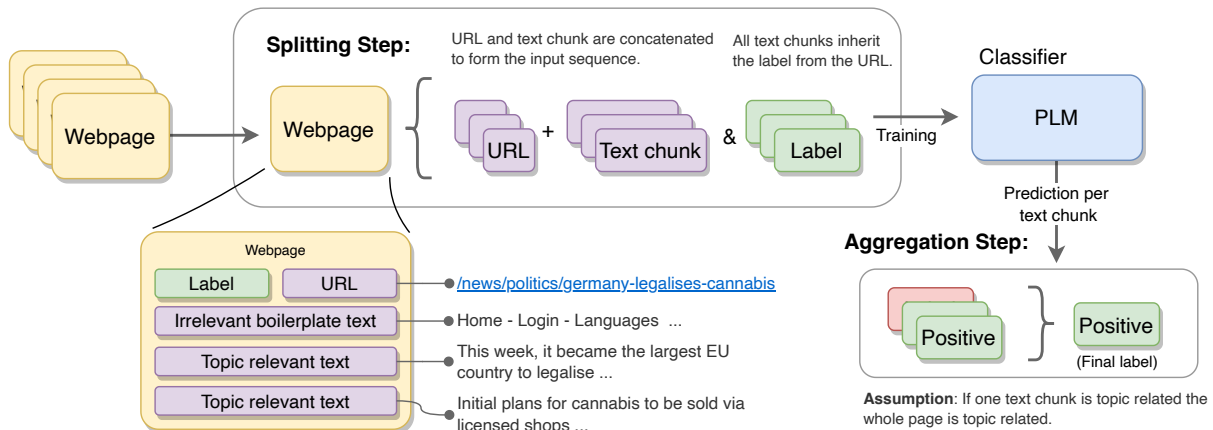 Splitting Step:
URL and text chunk are concatenated
to form the input sequence.
All text chunks inherit
the label from the URL.
Classifier
Webpage
Webpage
URL
+
Text chunk
&
Label
Training
PLM
Prediction per
text chunk
Webpage
Label
URL
/news/politics/germany-legalises-cannabis
Irrelevant boilerplate text
Home - Login - Languages ...
Topic relevant text
This week, it became the largest EU
country to legalise ...
Topic relevant text
Initial plans for cannabis to be sold via
licensed shops ...
Aggregation Step:
Positive
Positive
(Final label)
Assumption: If one text chunk is topic related the
whole page is topic related.